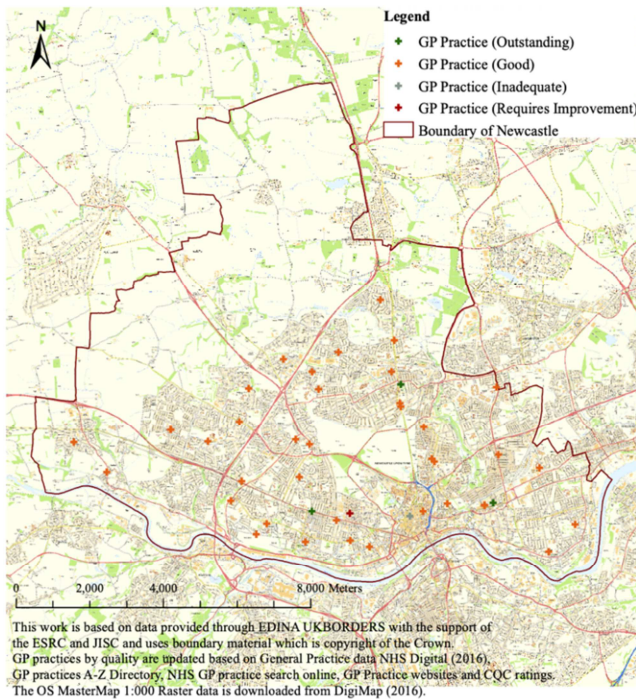 N
Legend
GP Practice (Outstanding)
GP Practice (Good)
GP Practice (Inadequate)
GP Practice (Requires Improvement)
Boundary of Newcastle
0 2,000 4,000 8,000 Meters
This work is based on data provided through EDINA UKBORDERS with the support of
the ESRC and JISC and uses boundary material which is copyright of the Crown.
GP practices by quality are updated based on General Practice data NHS Digital (2016),
GP practices A-Z Directory, NHS GP practice search online, GP Practice websites and CQC ratings.
The OS MasterMap 1:000 Raster data is downloaded from DigiMap (2016).